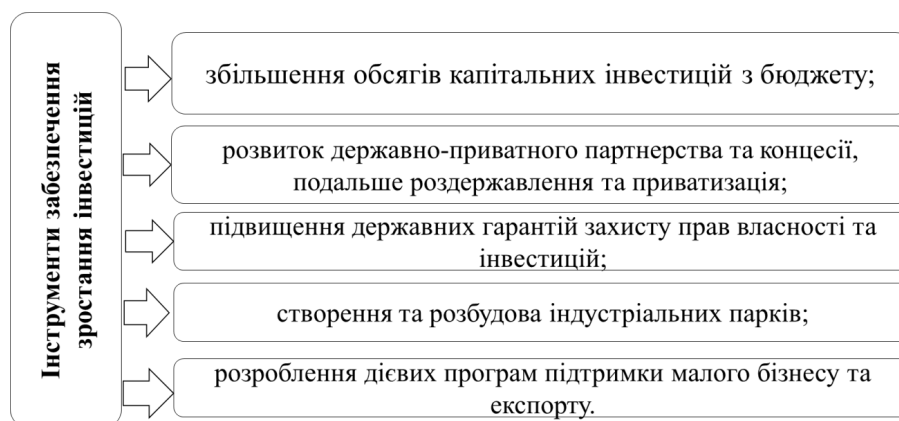 Інструменти забезпечення
зростання інвестицій
збільшення обсягів капітальних інвестицій з бюджету;
розвиток державно-приватного партнерства та концесії,
подальше роздержавлення та приватизація;
підвищення державних гарантій захисту прав власності та
інвестицій;
створення та розбудова індустріальних парків;
розроблення дієвих програм підтримки малого бізнесу та
експорту.